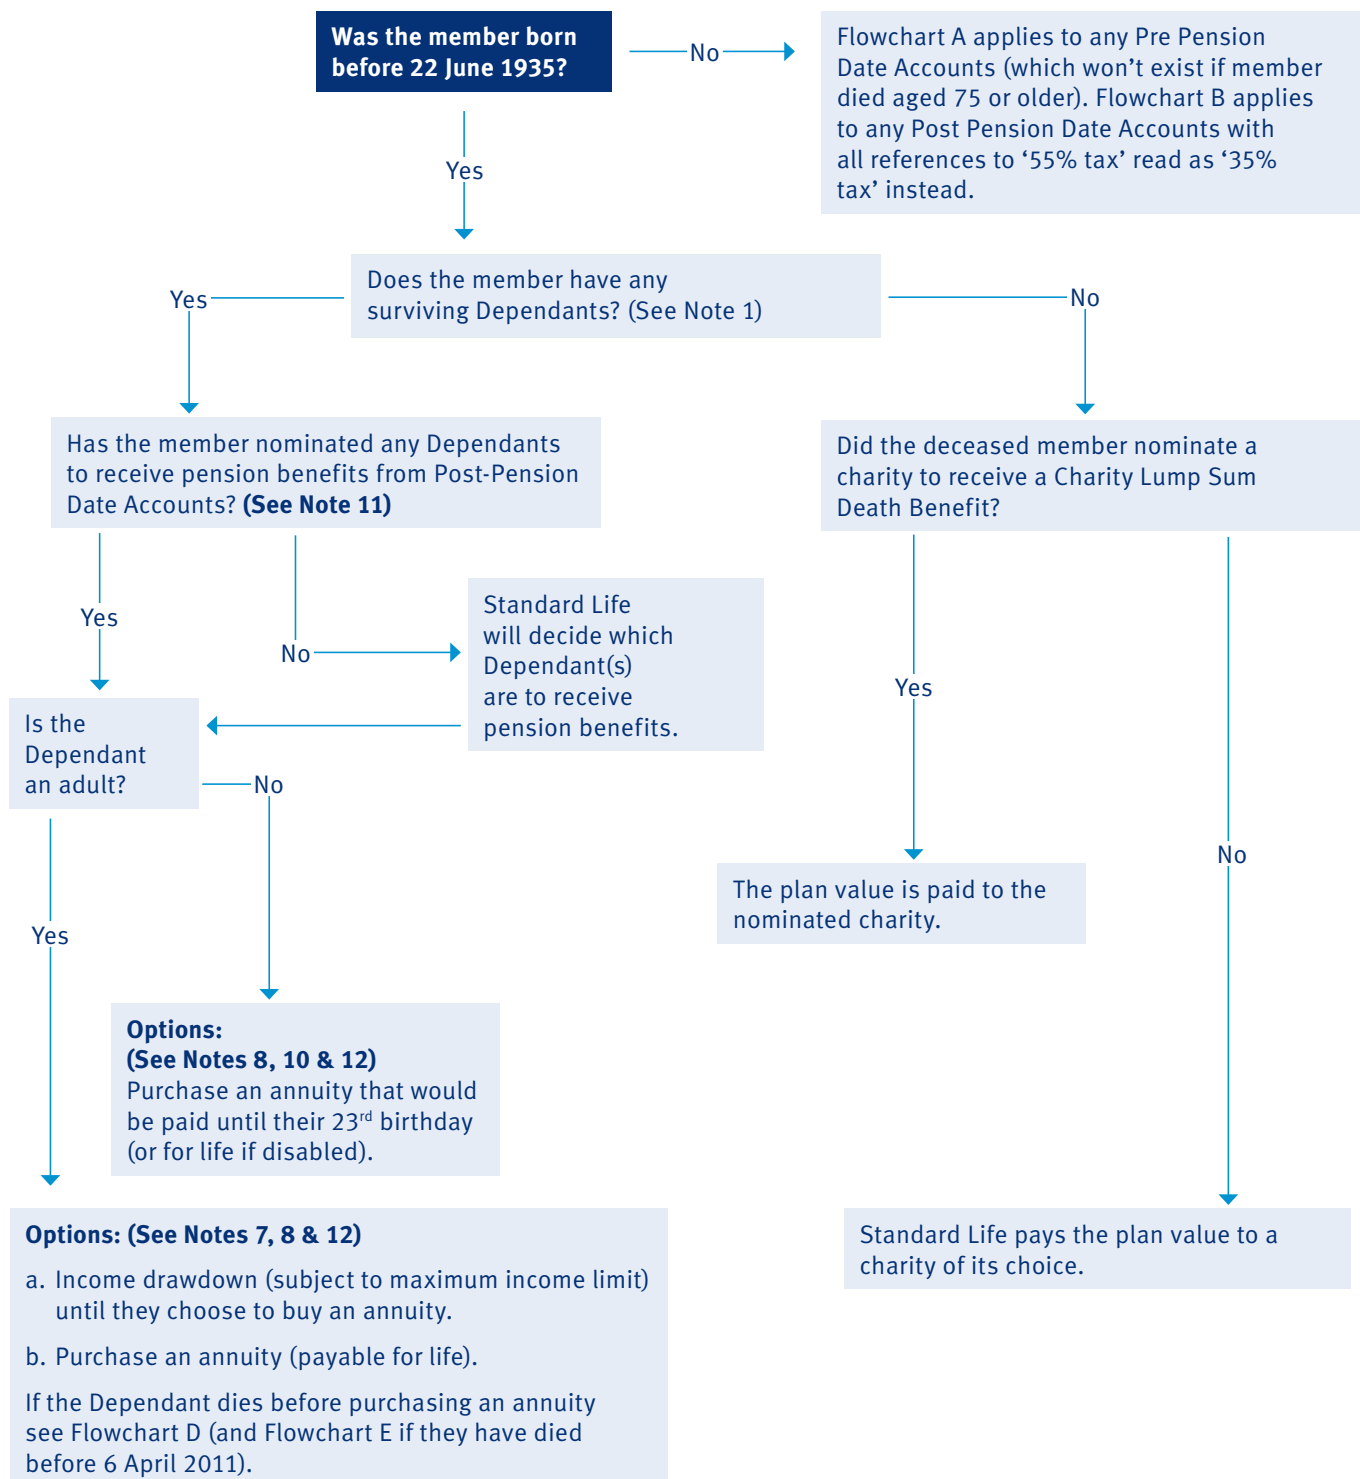 Was the member born
before 22 June 1935?
No
Flowchart A applies to any Pre Pension
Date Accounts (which won’t exist if member
died aged 75 or older). Flowchart B applies
to any Post Pension Date Accounts with
all references to ‘55% tax’ read as ‘35%
tax’ instead.
Yes
Does the member have any
surviving Dependants? (See Note 1)
Yes
No
Has the member nominated any Dependants
to receive pension benefits from Post-Pension
Date Accounts? (See Note 11)
Did the deceased member nominate a
charity to receive a Charity Lump Sum
Death Benefit?
Yes
No
Standard Life
will decide which
Dependant(s)
are to receive
pension benefits.
Yes
No
Is the
Dependant
an adult?
No
Yes
The plan value is paid to the
nominated charity.
Options:
(See Notes 8, 10 & 12)
Purchase an annuity that would
be paid until their 23rd birthday
(or for life if disabled).
Options: (See Notes 7, 8 & 12)
a. Income drawdown (subject to maximum income limit)
until they choose to buy an annuity.
b. Purchase an annuity (payable for life).
If the Dependant dies before purchasing an annuity
see Flowchart D (and Flowchart E if they have died
before 6 April 2011).
Standard Life pays the plan value to a
charity of its choice.